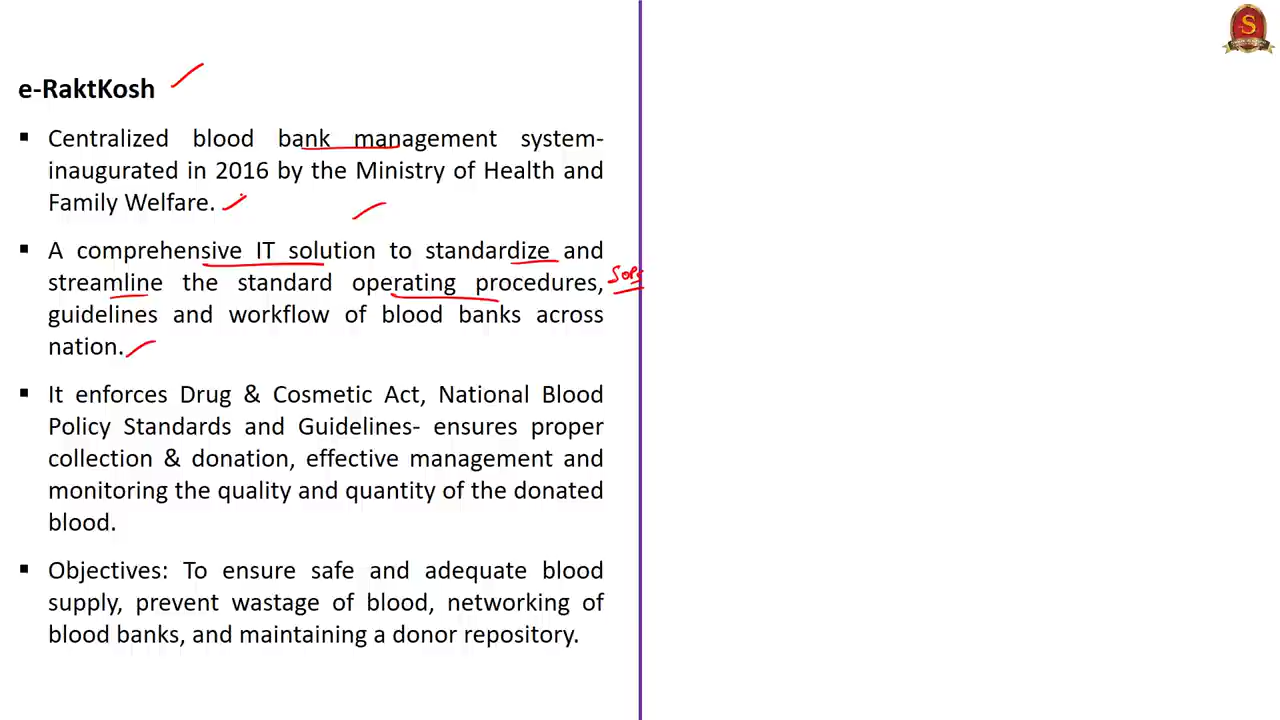 e-RaktKosh
▪ Centralized blood bank management system-
inaugurated in 2016 by the Ministry of Health and
Family Welfare.
▪ A comprehensive IT solution to standardize and
streamline the standard operating procedures,
SOPs
guidelines and workflow of blood banks across
nation.
▪ It enforces Drug & Cosmetic Act, National Blood
Policy Standards and Guidelines- ensures proper
collection & donation, effective management and
monitoring the quality and quantity of the donated
blood.
▪ Objectives: To ensure safe and adequate blood
supply, prevent wastage of blood, networking of
blood banks, and maintaining a donor repository.
S